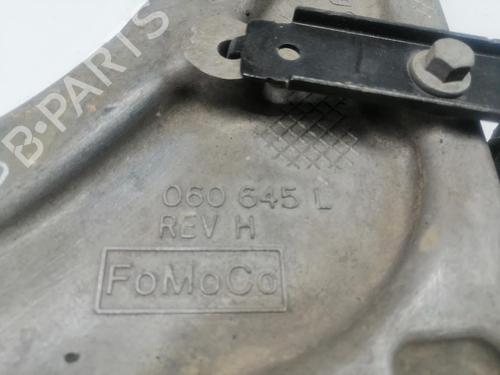 B-PARTS
060 645 L
REV H
FoMoCo